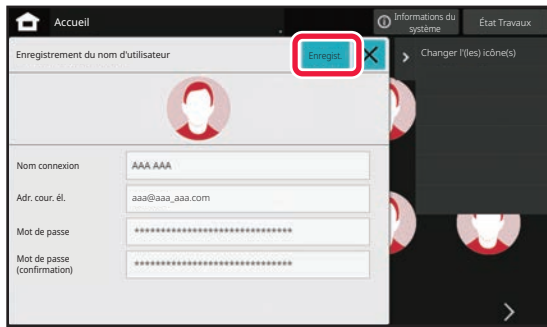 Accueil
Informations du
système
État Travaux
Enregistrement du nom d'utilisateur
Enregist.
Changer l'(les) icône(s)
Nom connexion
AAA AAA
Adr. cour. él.
aaa@aaa_aaa.com
Mot de passe
********************************
Mot de passe
(confirmation)
********************************